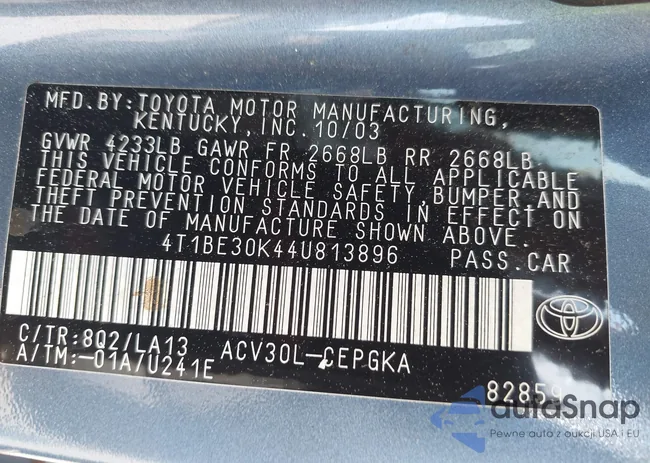 MFD.BY:TOYOTA MOTOR MANUFACTURING,
KENTUCKY,INC.10/03
GVWR 4233LB GAWR FR 2668LB RR 2668LB
THIS VEHICLE CONFORMS TO ALL APPLICABLE
FEDERAL MOTOR VEHICLE SAFETY,BUMPER,AND
THEFT PREVENTION STANDARDS IN EFFECT ON
THE DATE OF MANUFACTURE SHOWN ABOVE.
4T1BE30K44U813896 PASS.CAR
C/TR:8Q2/LA13 ACV30L-CEPGKA
A/TM:-01A/U241E
82859
autoSnap
Pewne auta z aukcji USA i EU